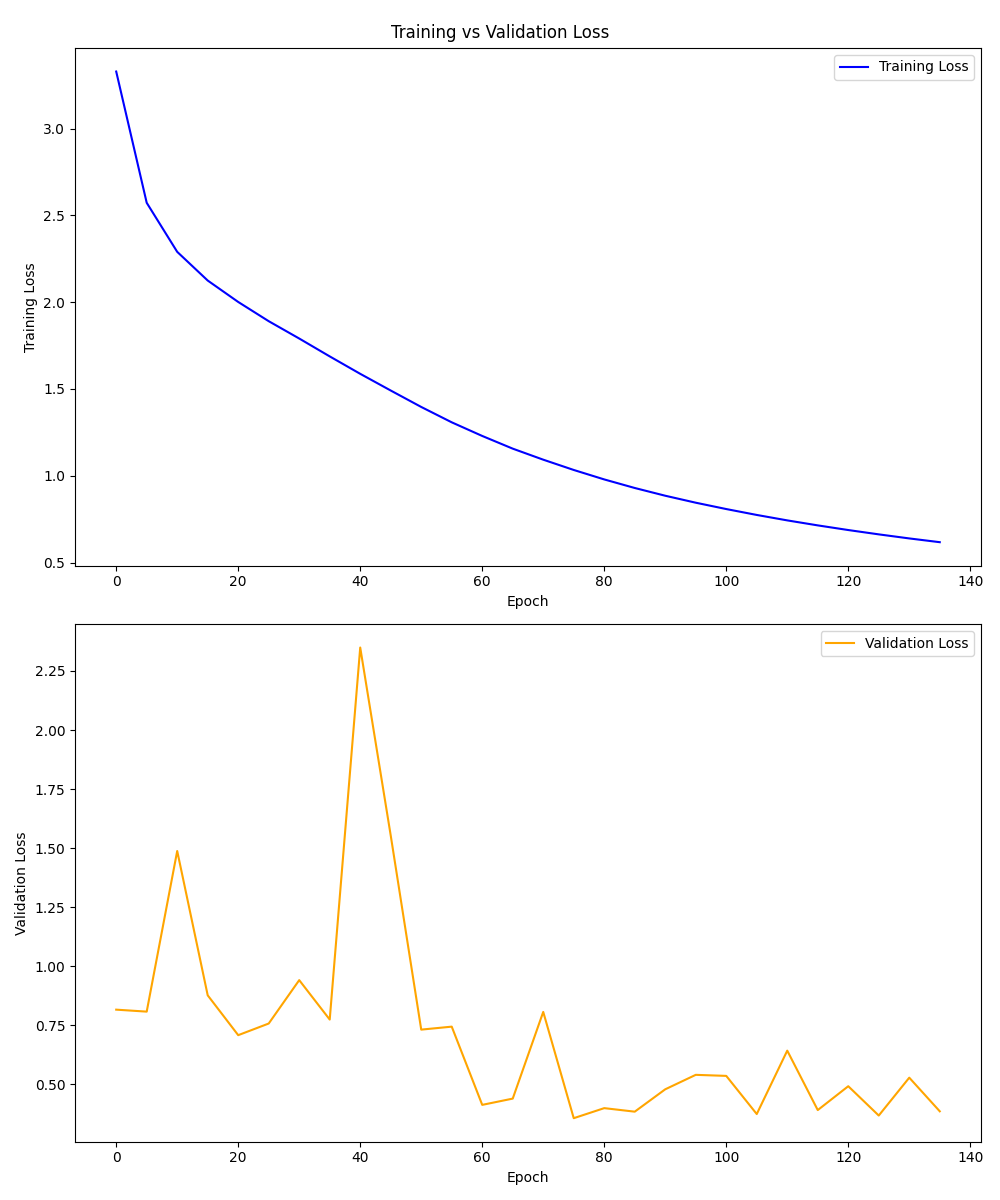 Training vs Validation Loss
Training Loss
Training Loss
3.0
2.5
2.0
1.5
1.0
0.5
0 20 40 60 80 100 120 140
Epoch
Validation Loss
Validation Loss
2.25
2.00
1.75
1.50
1.25
1.00
0.75
0.50
0 20 40 60 80 100 120 140
Epoch